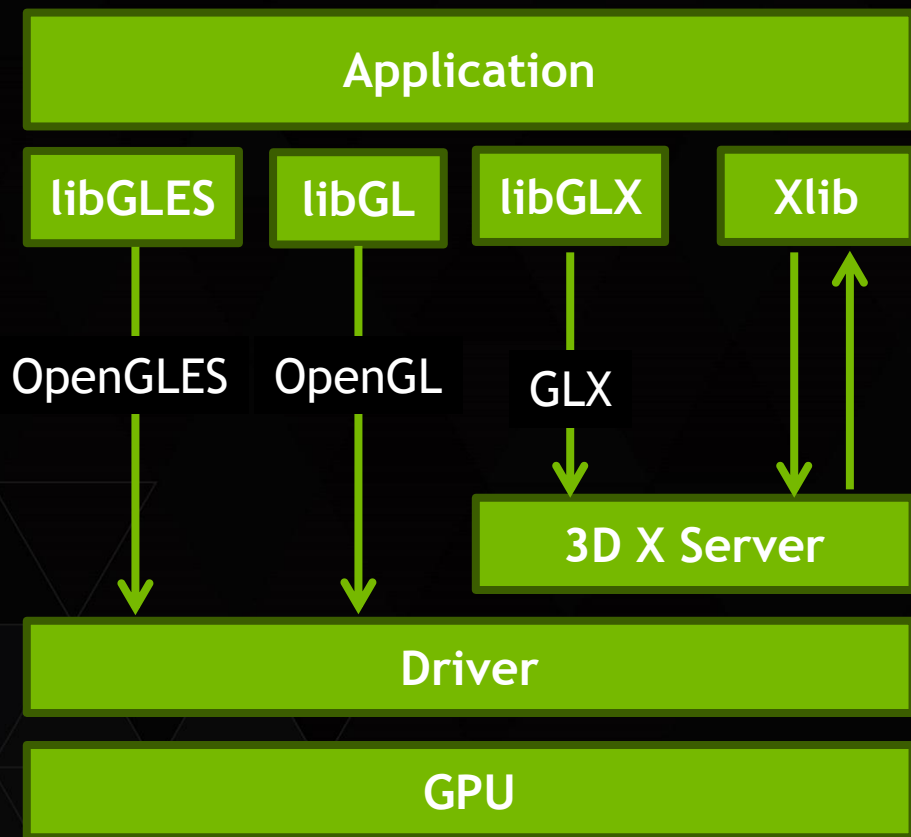 Application
libGLES
libGL
libGLX
Xlib
OpenGLES
OpenGL
GLX
3D X Server
Driver
GPU